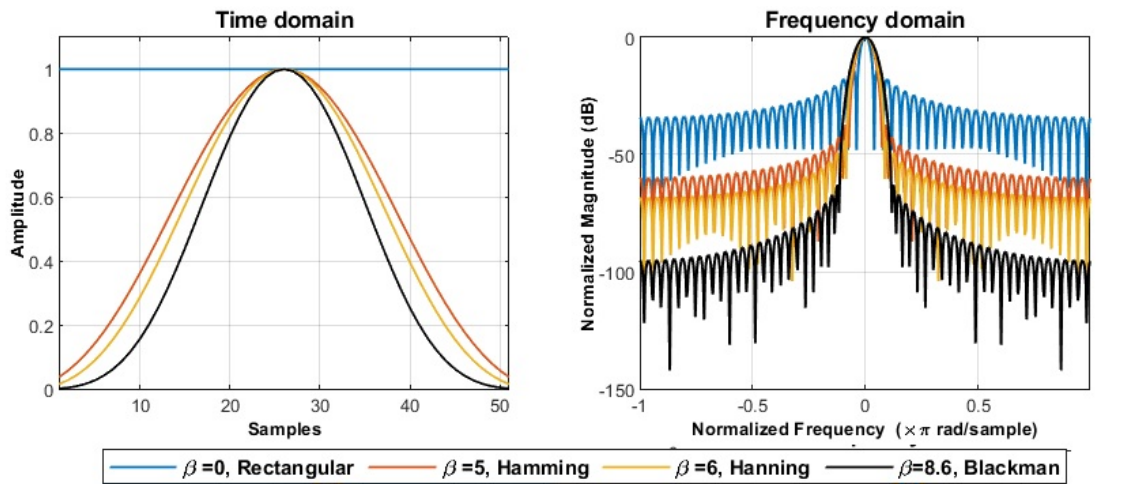 Time domain
Amplitude
1
0.8
0.6
0.4
0.2
0
10 20 30 40 50
Samples
Frequency domain
Normalized Magnitude (dB)
0
-50
-100
-150
-1 -0.5 0 0.5
Normalized Frequency (×π rad/sample)
β=0, Rectangular β=5, Hamming β=6, Hanning β=8.6, Blackman